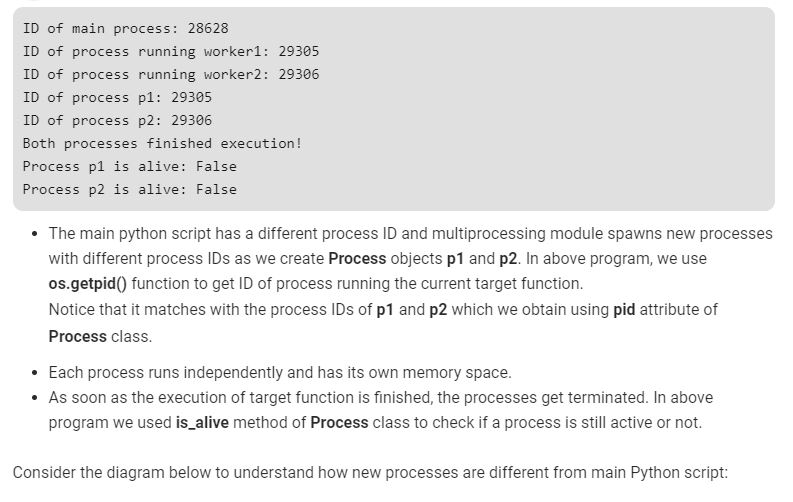 ID of main process: 28628
ID of process running worker1: 29305
ID of process running worker2: 29306
ID of process p1: 29305
ID of process p2: 29306
Both processes finished execution!
Process p1 is alive: False
Process p2 is alive: False
• The main python script has a different process ID and multiprocessing module spawns new processes
with different process IDs as we create Process objects p1 and p2. In above program, we use
os.getpid() function to get ID of process running the current target function.
Notice that it matches with the process IDs of p1 and p2 which we obtain using pid attribute of
Process class.
• Each process runs independently and has its own memory space.
• As soon as the execution of target function is finished, the processes get terminated. In above
program we used is_alive method of Process class to check if a process is still active or not.
Consider the diagram below to understand how new processes are different from main Python script: